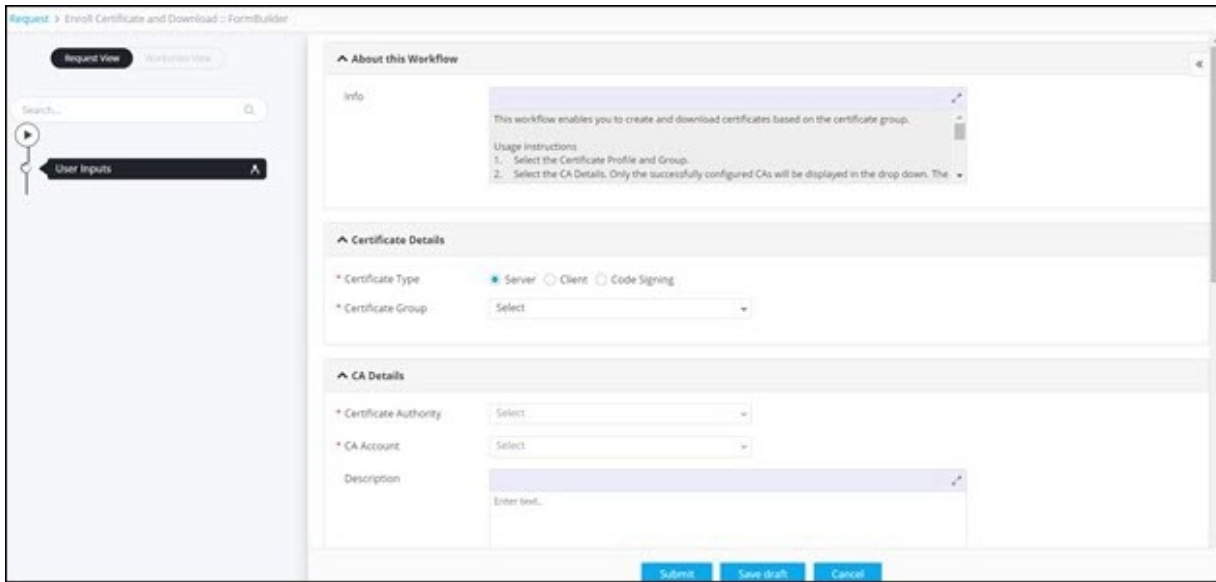 Request > Enroll Certificate and Download :: FormBuilder
Request View
Search...
User Inputs
About this Workflow
Info
This workflow enables you to create and download certificates based on the certificate group.
Usage Instructions
1. Select the Certificate Profile and Group.
2. Select the CA Details. Only the successfully configured CAs will be displayed in the drop down. The
Certificate Details
* Certificate Type
Server Client Code Signing
* Certificate Group
Select
CA Details
* Certificate Authority
Select
* CA Account
Select
Description
Enter text..
Submit Save draft Cancel